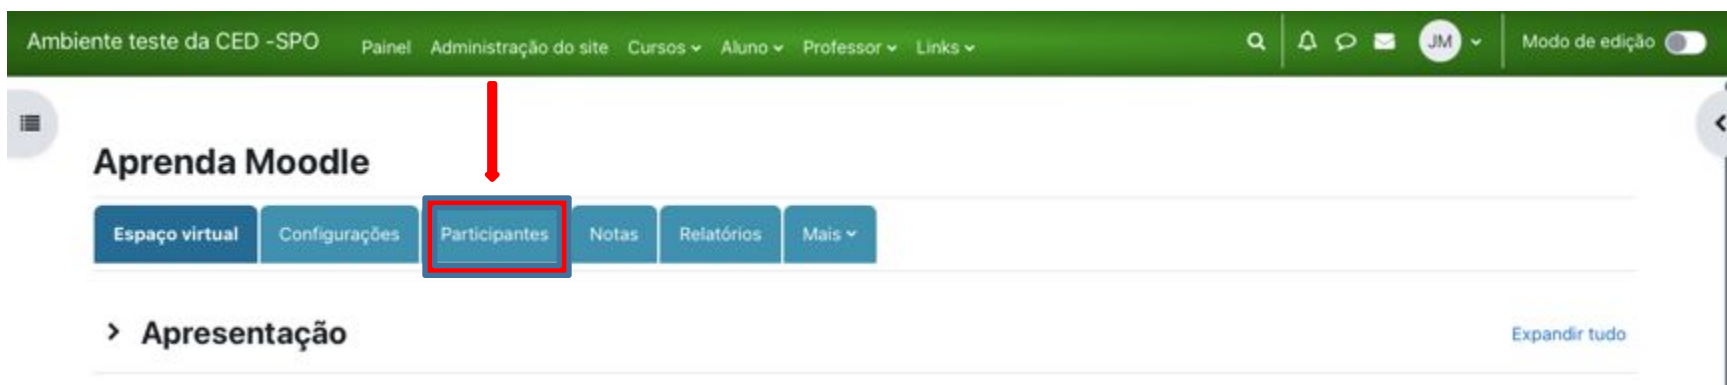 Ambiente teste da CED -SPO Painel Administração do site Cursos Aluno Professor Links JM Modo de edição
Aprenda Moodle
Espaço virtual Configurações Participantes Notas Relatórios Mais
Apresentação Expandir tudo